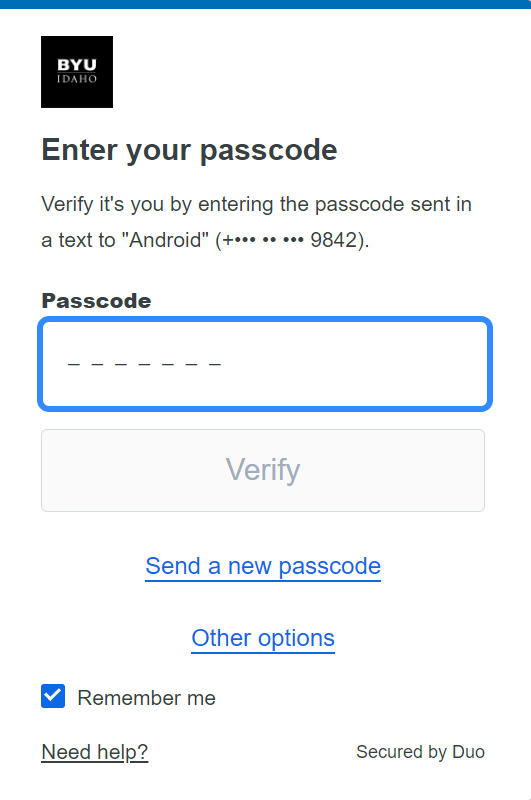 BYU
IDAHO
Enter your passcode
Verify it's you by entering the passcode sent in
a text to "Android" (+••• •• ••• 9842).
Passcode
_ _ _ _ _ _ _
Verify
Send a new passcode
Other options
Remember me
Need help?
Secured by Duo